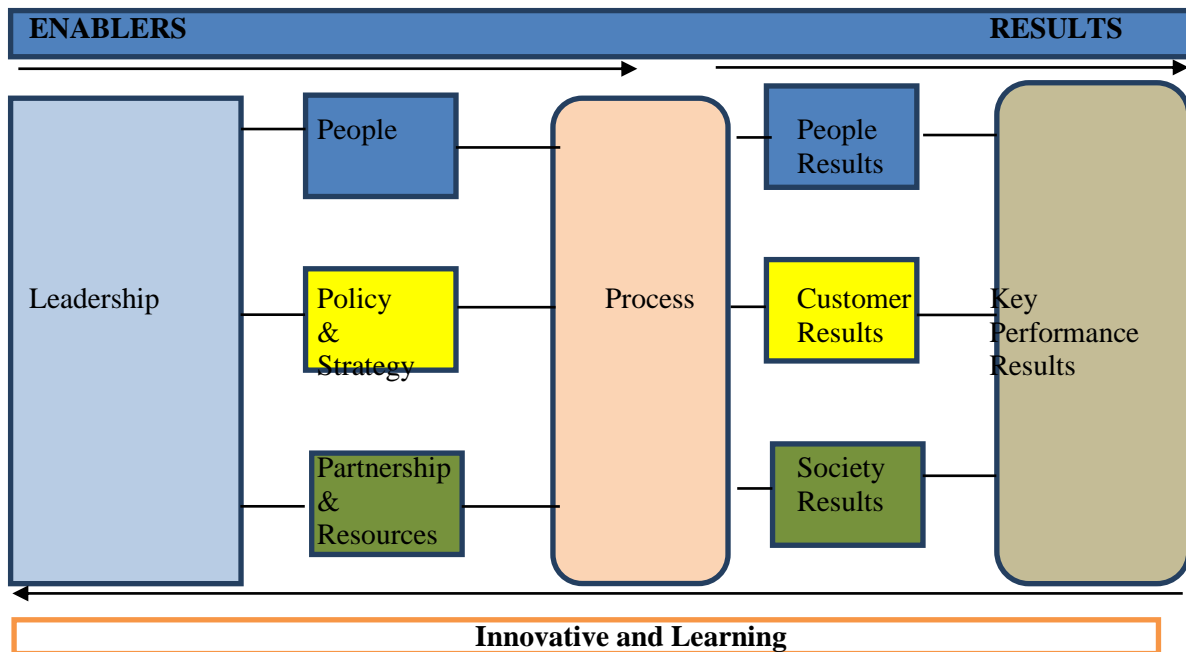 ENABLERS RESULTS
People
People
Results
Leadership
Policy
&
Strategy
Process
Customer
Results
Key
Performance
Results
Partnership
&
Resources
Society
Results
Innovative and Learning